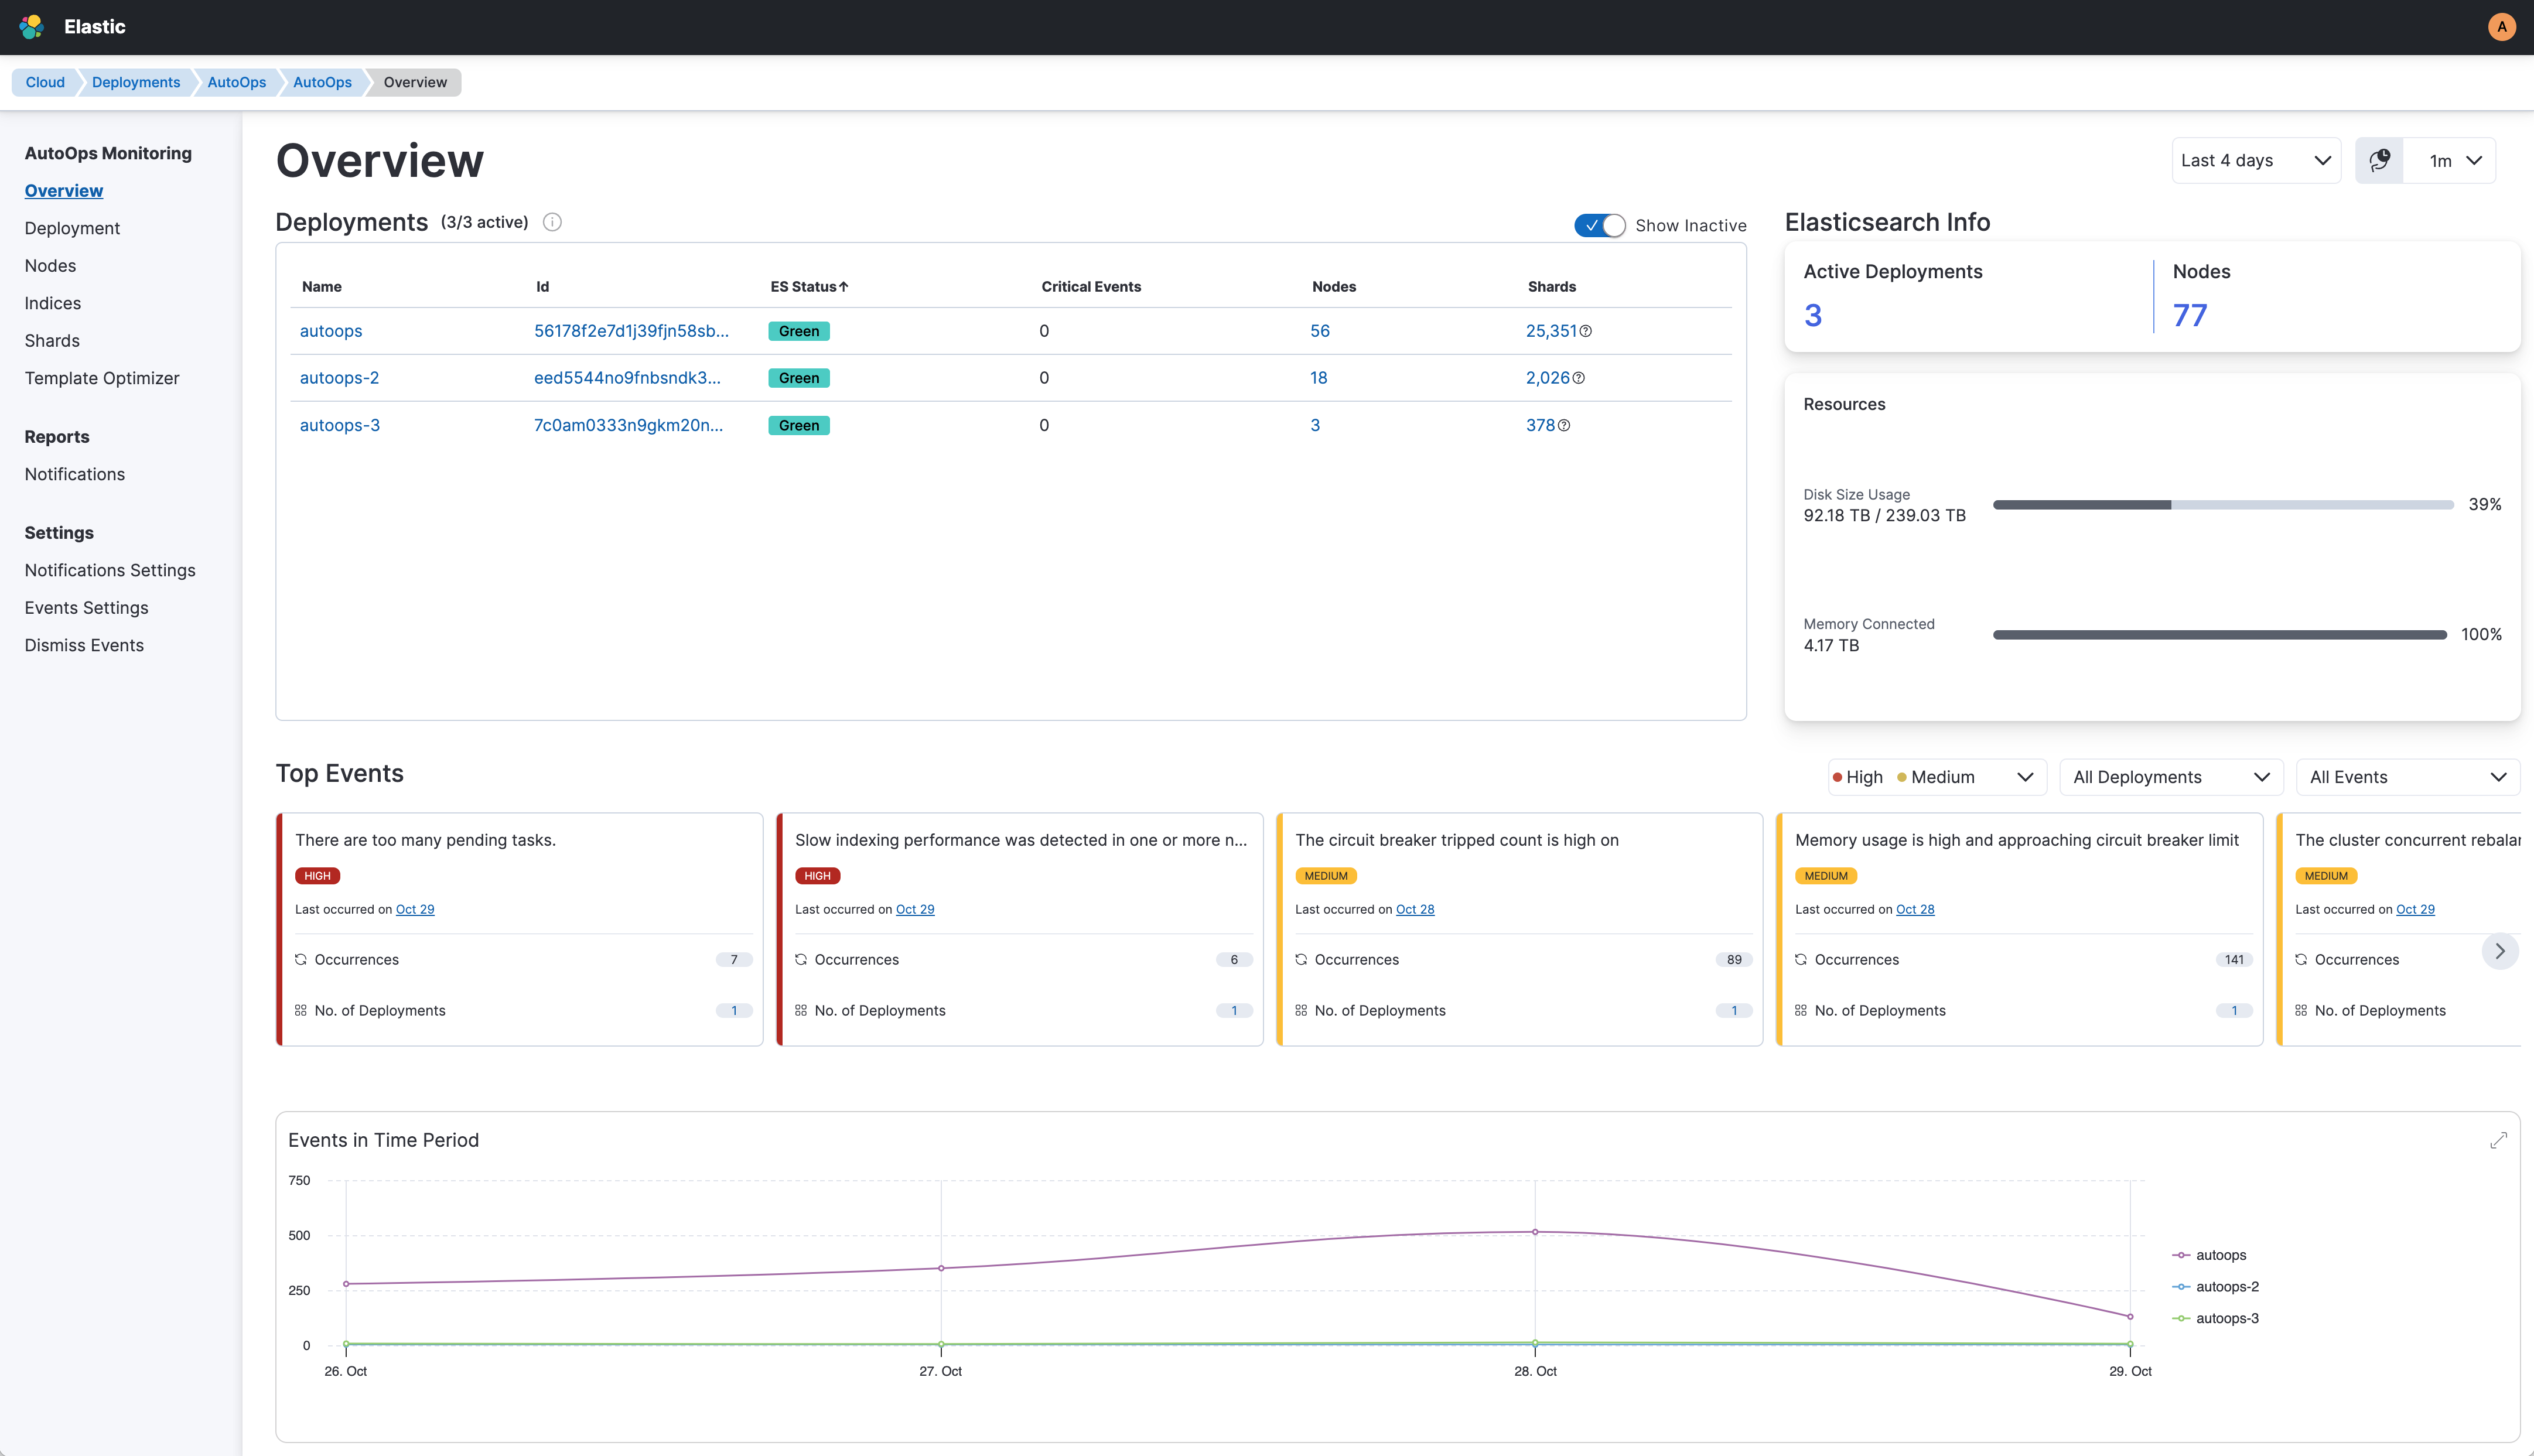 Elastic
A
Cloud Deployments AutoOps AutoOps Overview
AutoOps Monitoring
Overview
Deployment
Nodes
Indices
Shards
Template Optimizer
Reports
Notifications
Settings
Notifications Settings
Events Settings
Dismiss Events
Overview
Last 4 days
1m
Deployments (3/3 active)
Show Inactive
Name Id ES Status Critical Events Nodes Shards
autoops 56178f2e7d1j39fjn58sb... Green 0 56 25,351
autoops-2 eed5544no9fnbsndk3... Green 0 18 2,026
autoops-3 7c0am0333n9gkm20n... Green 0 3 378
Elasticsearch Info
Active Deployments
3
Nodes
77
Resources
Disk Size Usage
92.18 TB / 239.03 TB
39%
Memory Connected
4.17 TB
100%
Top Events
High Medium
All Deployments
All Events
There are too many pending tasks.
HIGH
Last occurred on Oct 29
Occurrences 7
No. of Deployments 1
Slow indexing performance was detected in one or more n...
HIGH
Last occurred on Oct 29
Occurrences 6
No. of Deployments 1
The circuit breaker tripped count is high on
MEDIUM
Last occurred on Oct 28
Occurrences 89
No. of Deployments 1
Memory usage is high and approaching circuit breaker limit
MEDIUM
Last occurred on Oct 28
Occurrences 141
No. of Deployments 1
The cluster concurrent rebalan
MEDIUM
Last occurred on Oct 29
Occurrences
No. of Deployments
Events in Time Period
750
500
250
0
26. Oct 27. Oct 28. Oct 29. Oct
autoops
autoops-2
autoops-3